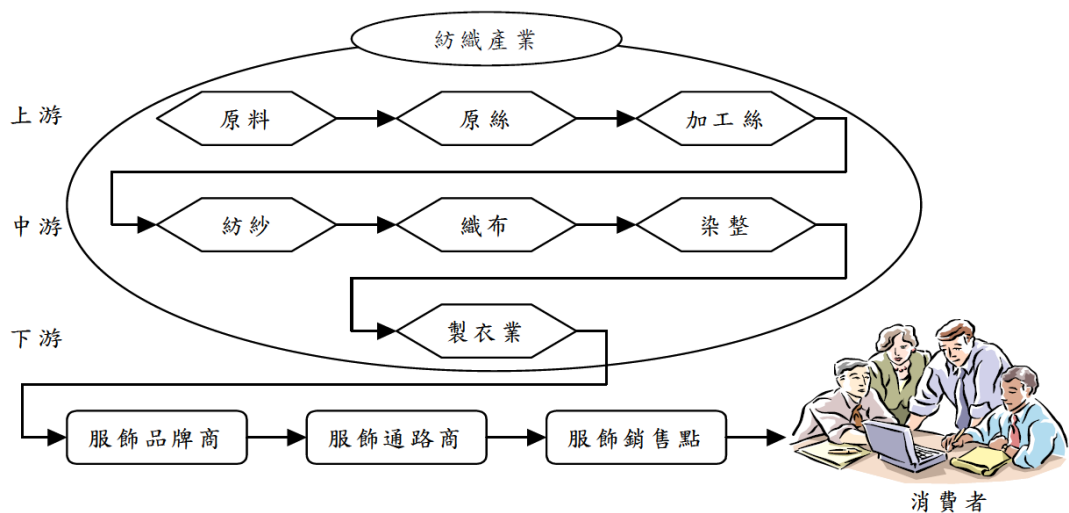 紡織產業
上游
原料
原絲
加工絲
中游
紡紗
織布
染整
下游
製衣業
服飾品牌商
服飾通路商
服飾銷售點
消費者